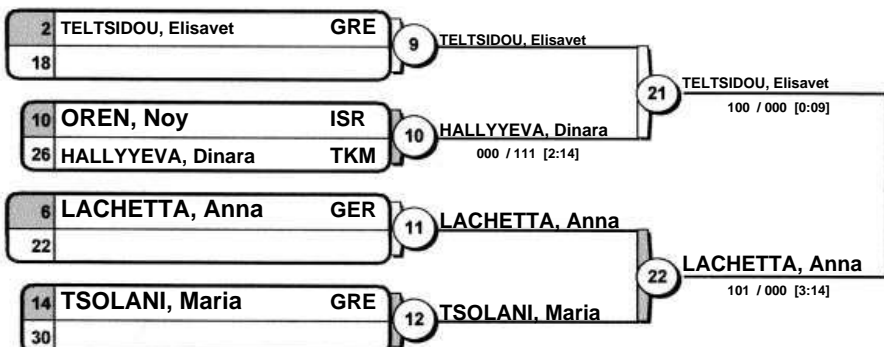 2 TELTSIDOU, Elisavet GRE
18
9 TELTSIDOU, Elisavet
21 TELTSIDOU, Elisavet
100 / 000 [0:09]
10 OREN, Noy ISR
26 HALLYYEVA, Dinara TKM
10 HALLYYEVA, Dinara
000 / 111 [2:14]
6 LACHETTA, Anna GER
22
11 LACHETTA, Anna
22 LACHETTA, Anna
101 / 000 [3:14]
14 TSOLANI, Maria GRE
30
12 TSOLANI, Maria